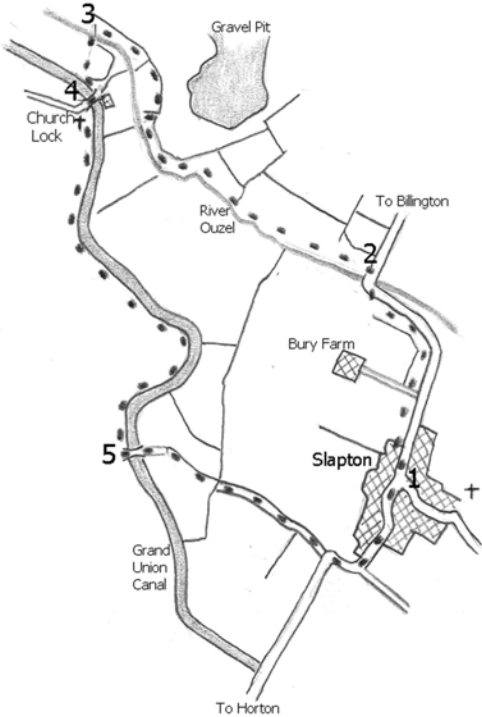 3
Gravel Pit
4
Church
Lock
To Billington
River
Ouzel
2
Bury Farm
Slapton
1
5
Grand
Union
Canal
To Horton